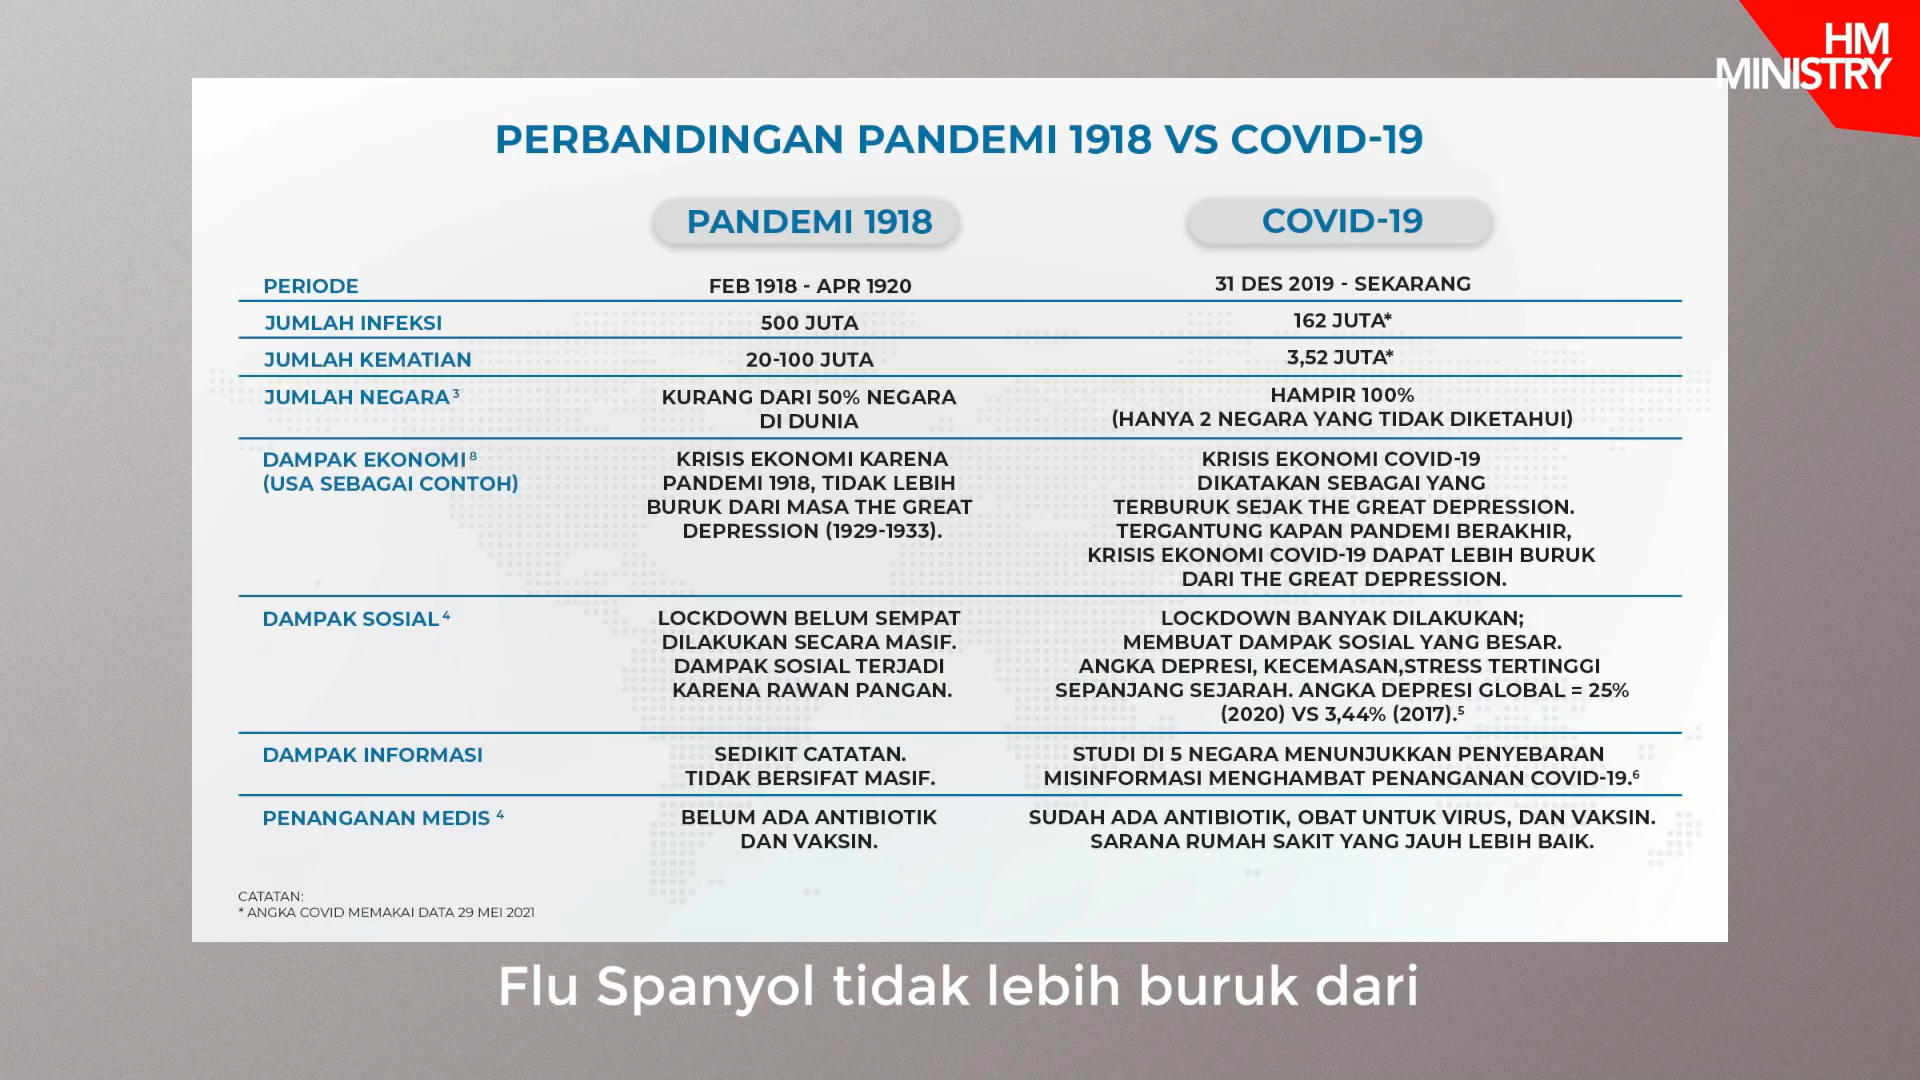 HM
MINISTRY
PERBANDINGAN PANDEMI 1918 VS COVID-19
PANDEMI 1918
COVID-19
PERIODE
FEB 1918 - APR 1920
31 DES 2019 - SEKARANG
JUMLAH INFEKSI
500 JUTA
162 JUTA*
JUMLAH KEMATIAN
20-100 JUTA
3,52 JUTA*
JUMLAH NEGARA³
KURANG DARI 50% NEGARA
DI DUNIA
HAMPIR 100%
(HANYA 2 NEGARA YANG TIDAK DIKETAHUI)
DAMPAK EKONOMI⁸
(USA SEBAGAI CONTOH)
KRISIS EKONOMI KARENA
PANDEMI 1918, TIDAK LEBIH
BURUK DARI MASA THE GREAT
DEPRESSION (1929-1933).
KRISIS EKONOMI COVID-19
DIKATAKAN SEBAGAI YANG
TERBURUK SEJAK THE GREAT DEPRESSION.
TERGANTUNG KAPAN PANDEMI BERAKHIR,
KRISIS EKONOMI COVID-19 DAPAT LEBIH BURUK
DARI THE GREAT DEPRESSION.
DAMPAK SOSIAL⁴
LOCKDOWN BELUM SEMPAT
DILAKUKAN SECARA MASIF.
DAMPAK SOSIAL TERJADI
KARENA RAWAN PANGAN.
LOCKDOWN BANYAK DILAKUKAN;
MEMBUAT DAMPAK SOSIAL YANG BESAR.
ANGKA DEPRESI, KECEMASAN,STRESS TERTINGGI
SEPANJANG SEJARAH. ANGKA DEPRESI GLOBAL = 25%
(2020) VS 3,44% (2017).⁵
DAMPAK INFORMASI
SEDIKIT CATATAN.
TIDAK BERSIFAT MASIF.
STUDI DI 5 NEGARA MENUNJUKKAN PENYEBARAN
MISINFORMASI MENGHAMBAT PENANGANAN COVID-19.⁶
PENANGANAN MEDIS ⁴
BELUM ADA ANTIBIOTIK
DAN VAKSIN.
SUDAH ADA ANTIBIOTIK, OBAT UNTUK VIRUS, DAN VAKSIN.
SARANA RUMAH SAKIT YANG JAUH LEBIH BAIK.
CATATAN:
* ANGKA COVID MEMAKAI DATA 29 MEI 2021
Flu Spanyol tidak lebih buruk dari